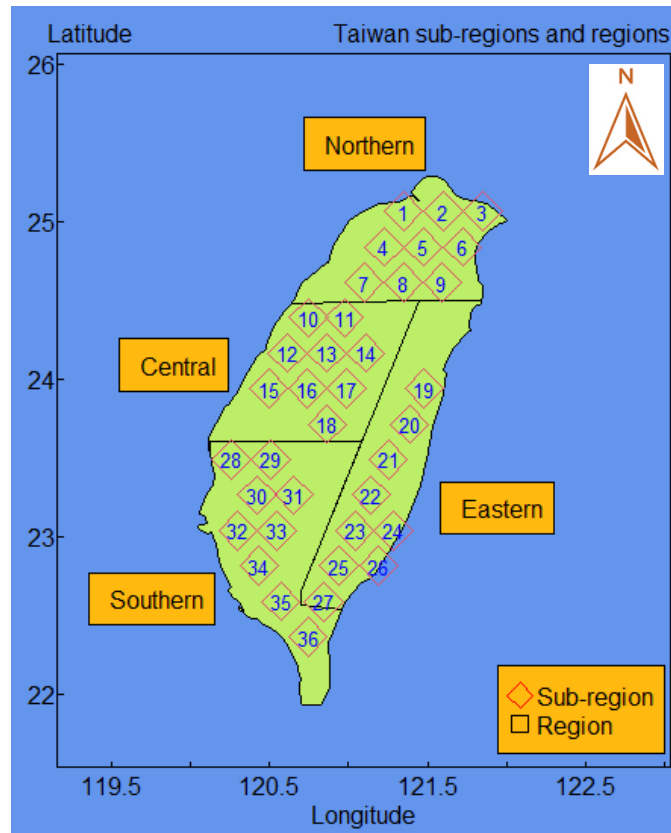 Latitude Taiwan sub-regions and regions
26
N
Northern
1 2 3
25
4 5 6
7 8 9
10 11
12 13 14
Central
24
15 16 17 19
18 20
28 29 21
30 31 22
Eastern
23
32 33 23 24
34 25 26
Southern
35 27
36
22
Sub-region
Region
119.5 120.5 121.5 122.5
Longitude